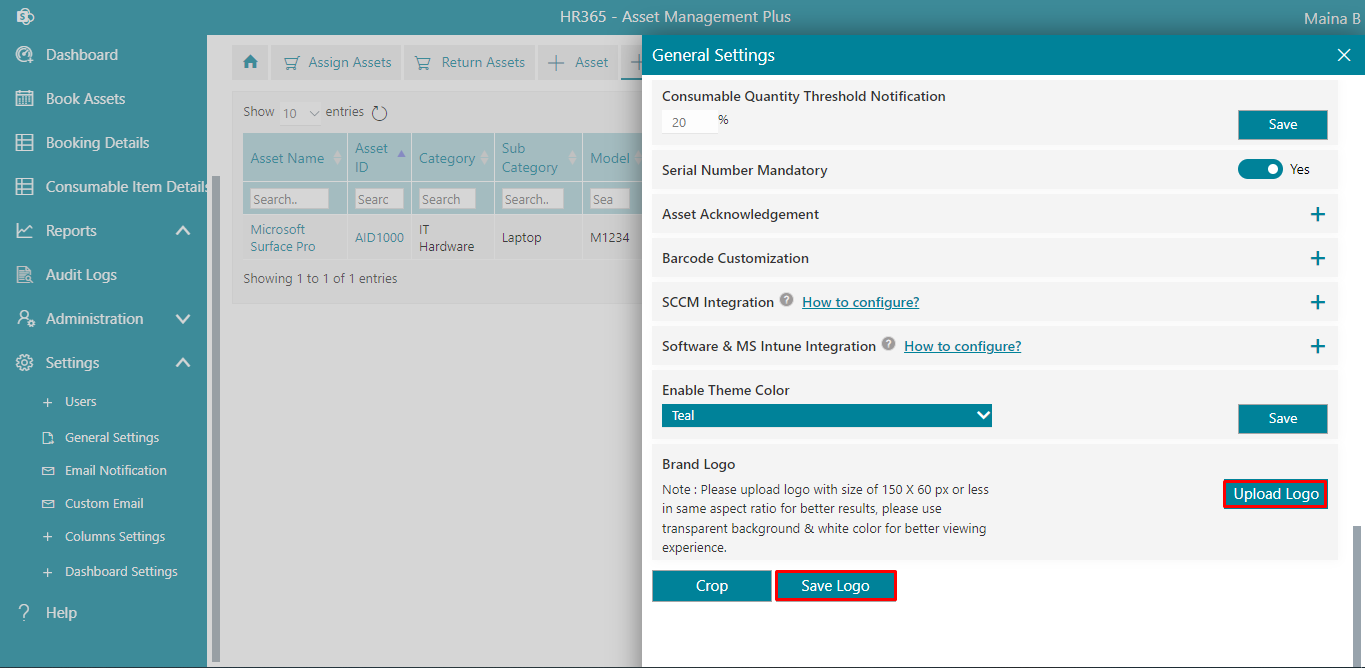 HR365 - Asset Management Plus
Maina B
Dashboard
Book Assets
Booking Details
Consumable Item Details
Reports
Audit Logs
Administration
Settings
Users
General Settings
Email Notification
Custom Email
Columns Settings
Dashboard Settings
Help
Assign Assets
Return Assets
Asset
Show 10 entries
Asset Name
Asset ID
Category
Sub Category
Model
Search..
Searc
Search
Search..
Sea
Microsoft Surface Pro
AID1000
IT Hardware
Laptop
M1234
Showing 1 to 1 of 1 entries
General Settings
Consumable Quantity Threshold Notification
20 %
Save
Serial Number Mandatory
Yes
Asset Acknowledgement
Barcode Customization
SCCM Integration ? How to configure?
Software & MS Intune Integration ? How to configure?
Enable Theme Color
Teal
Save
Brand Logo
Note : Please upload logo with size of 150 X 60 px or less
in same aspect ratio for better results, please use
transparent background & white color for better viewing
experience.
Upload Logo
Crop
Save Logo